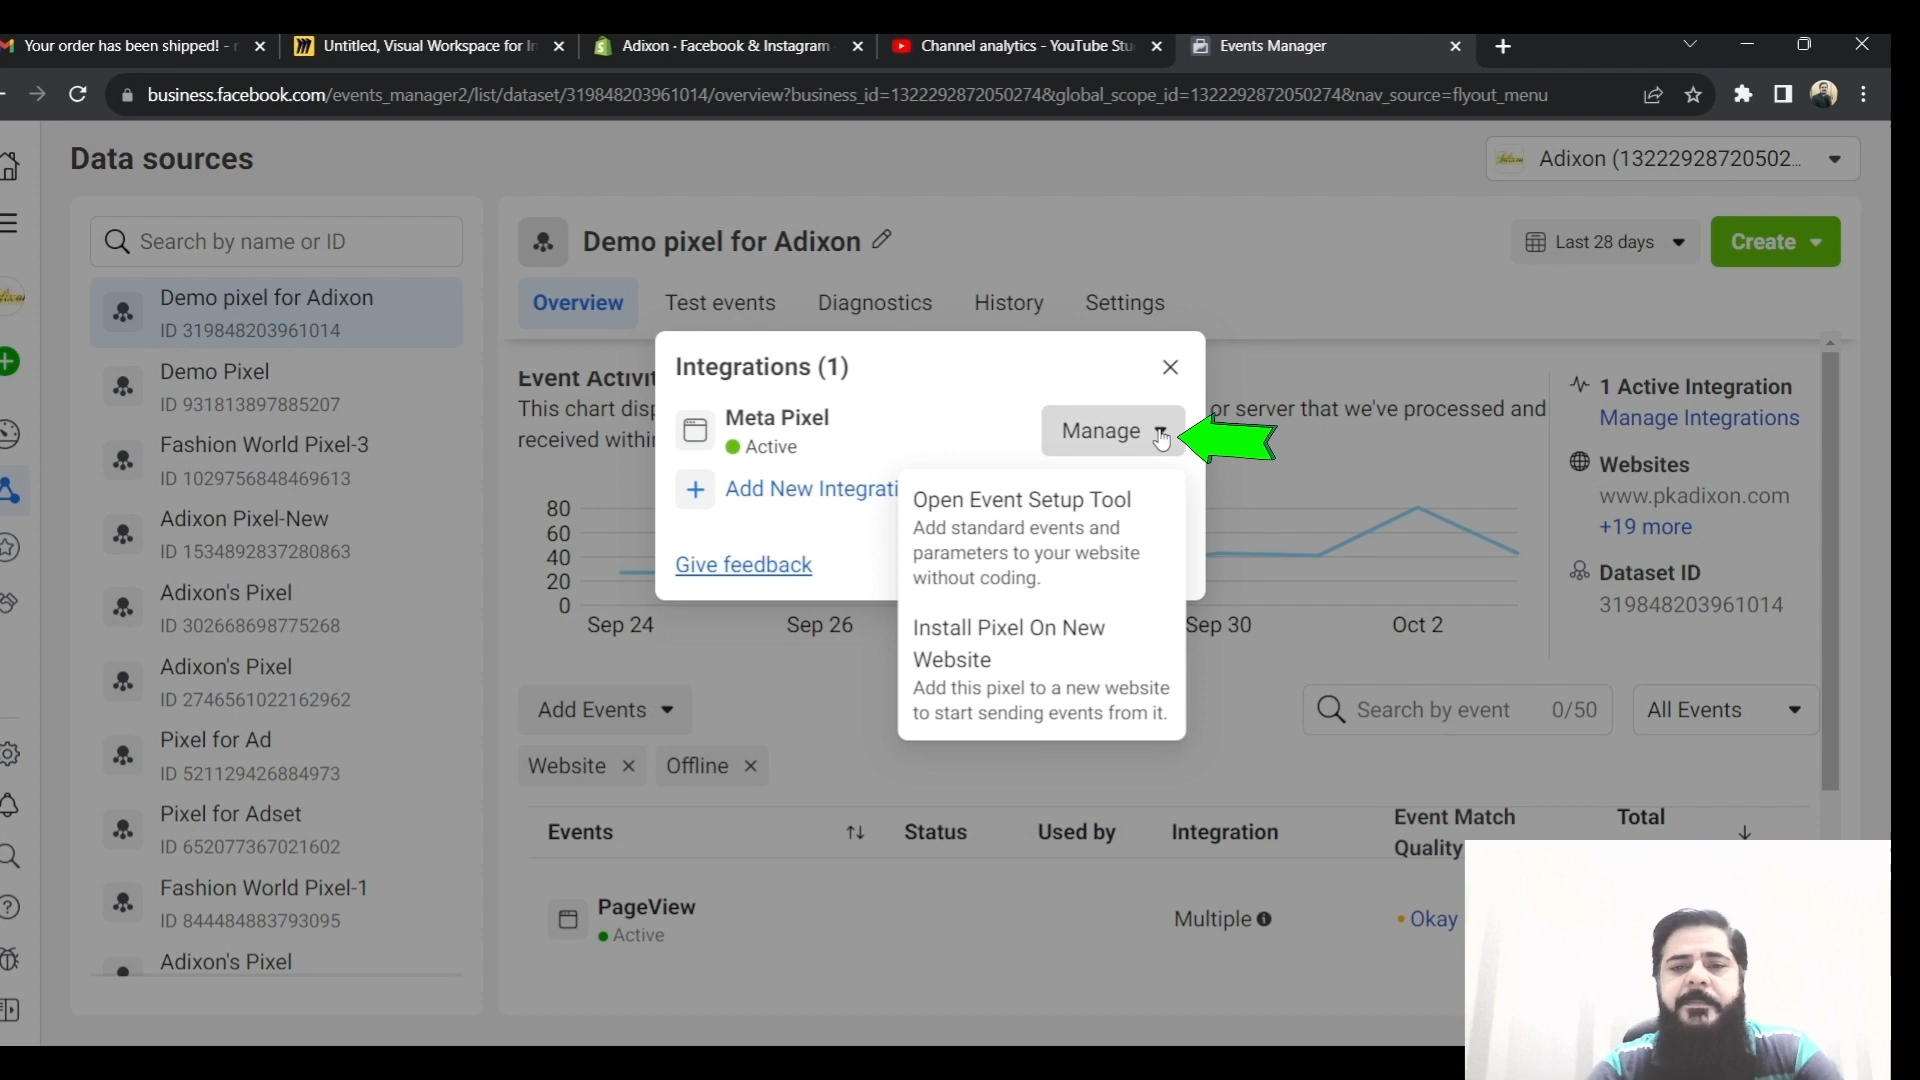 Your order has been shipped! -
Untitled, Visual Workspace for In
Adixon · Facebook & Instagram
Channel analytics - YouTube Stu
Events Manager
business.facebook.com/events_manager2/list/dataset/319848203961014/overview?business_id=1322292872050274&global_scope_id=1322292872050274&nav_source=flyout_menu
Data sources
Adixon (13222928720502...
Search by name or ID
Demo pixel for Adixon
ID 319848203961014
Demo Pixel
ID 931813897885207
Fashion World Pixel-3
ID 1029756848469613
Adixon Pixel-New
ID 1534892837280863
Adixon's Pixel
ID 302668698775268
Adixon's Pixel
ID 2746561022162962
Pixel for Ad
ID 521129426884973
Pixel for Adset
ID 652077367021602
Fashion World Pixel-1
ID 844484883793095
Adixon's Pixel
Demo pixel for Adixon
Last 28 days
Create
Overview
Test events
Diagnostics
History
Settings
Event Activit
This chart disp
or server that we've processed and
received within
Integrations (1)
Meta Pixel
Active
Manage
Add New Integrati
Give feedback
Open Event Setup Tool
Add standard events and
parameters to your website
without coding.
Install Pixel On New
Website
Add this pixel to a new website
to start sending events from it.
1 Active Integration
Manage Integrations
Websites
www.pkadixon.com
+19 more
Dataset ID
319848203961014
80
60
40
20
0
Sep 24
Sep 26
Sep 30
Oct 2
Add Events
Search by event
0/50
All Events
Website
Offline
Events
Status
Used by
Integration
Event Match
Quality
Total
PageView
Active
Multiple
Okay